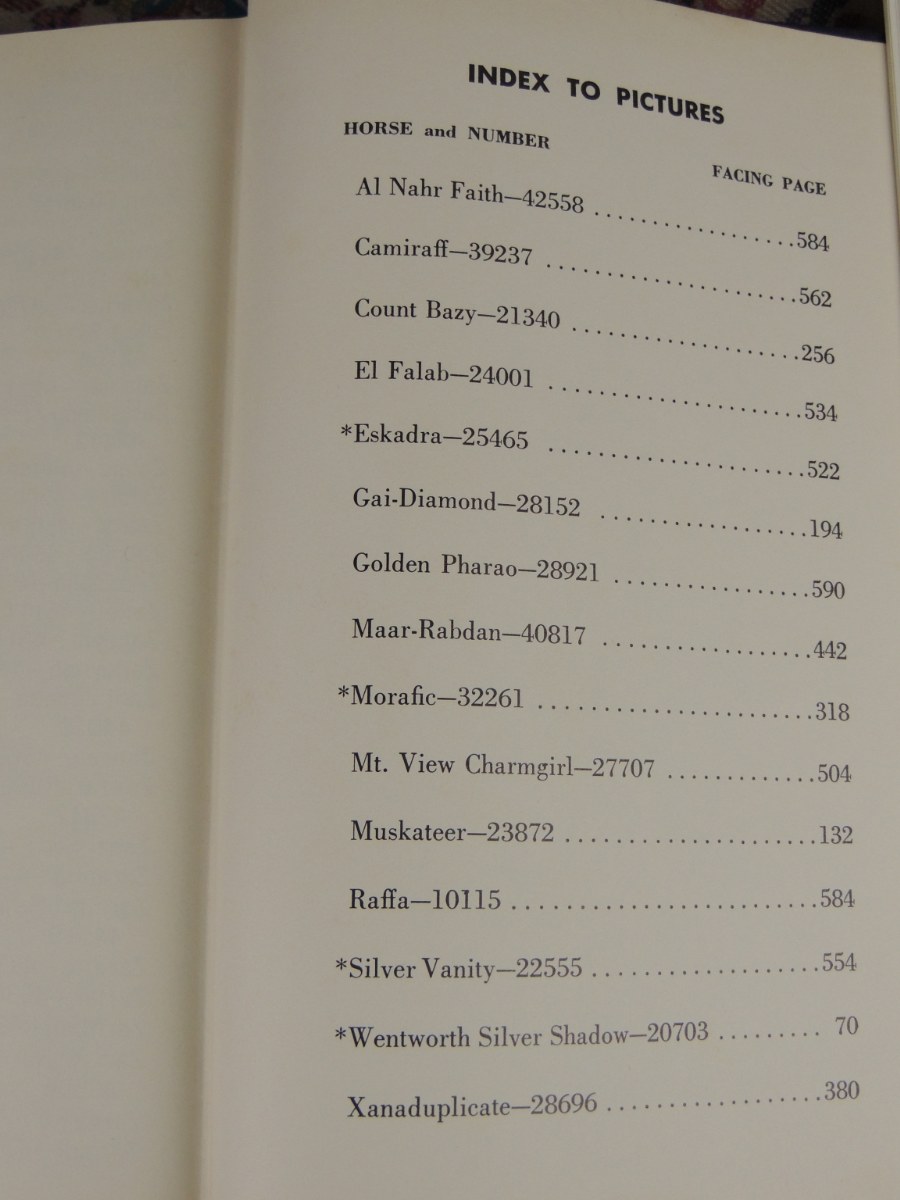 INDEX TO PICTURES
HORSE and NUMBER
FACING PAGE
Al Nahr Faith—42558 .................584
Camiraff—39237 .....................562
Count Bazy—21340 ...................256
El Falab—24001 .....................534
*Eskadra—25465 .....................522
Gai-Diamond—28152 .................194
Golden Pharao—28921 ................590
Maar-Rabdan—40817 .................442
*Morafic—32261 ......................318
Mt. View Charmgirl—27707 ............504
Muskateer—23872 .....................132
Raffa—10115 .........................584
*Silver Vanity—22555 ...................554
*Wentworth Silver Shadow—20703 ......... 70
Xanaduplicate—28696 ..................380